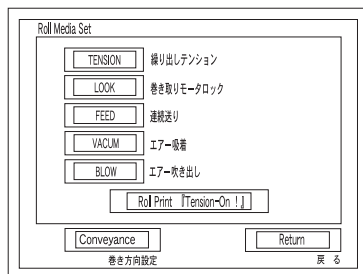 Roll Media Set
TENSION 繰り出しテンション
LOOK 巻き取りモータロック
FEED 連続送り
VACUM エアー吸着
BLOW エアー吹き出し
Rol Print 『Tension-On !』
Conveyance Return
巻き方向設定 戻 る